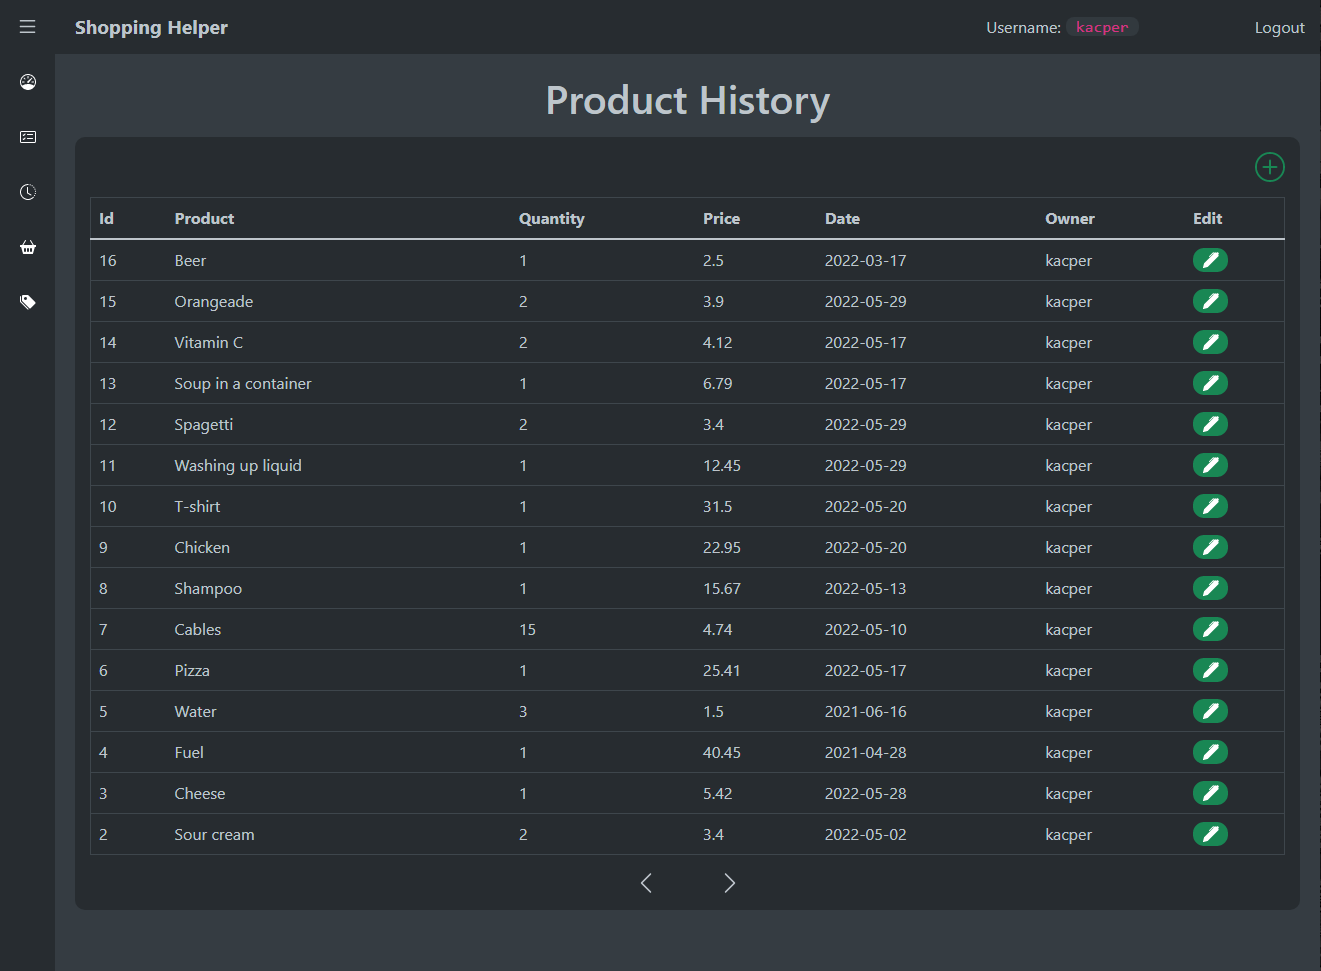 Shopping Helper Username: kacper Logout
Product History
Id Product Quantity Price Date Owner Edit
16 Beer 1 2.5 2022-03-17 kacper
15 Orangeade 2 3.9 2022-05-29 kacper
14 Vitamin C 2 4.12 2022-05-17 kacper
13 Soup in a container 1 6.79 2022-05-17 kacper
12 Spagetti 2 3.4 2022-05-29 kacper
11 Washing up liquid 1 12.45 2022-05-29 kacper
10 T-shirt 1 31.5 2022-05-20 kacper
9 Chicken 1 22.95 2022-05-20 kacper
8 Shampoo 1 15.67 2022-05-13 kacper
7 Cables 15 4.74 2022-05-10 kacper
6 Pizza 1 25.41 2022-05-17 kacper
5 Water 3 1.5 2021-06-16 kacper
4 Fuel 1 40.45 2021-04-28 kacper
3 Cheese 1 5.42 2022-05-28 kacper
2 Sour cream 2 3.4 2022-05-02 kacper